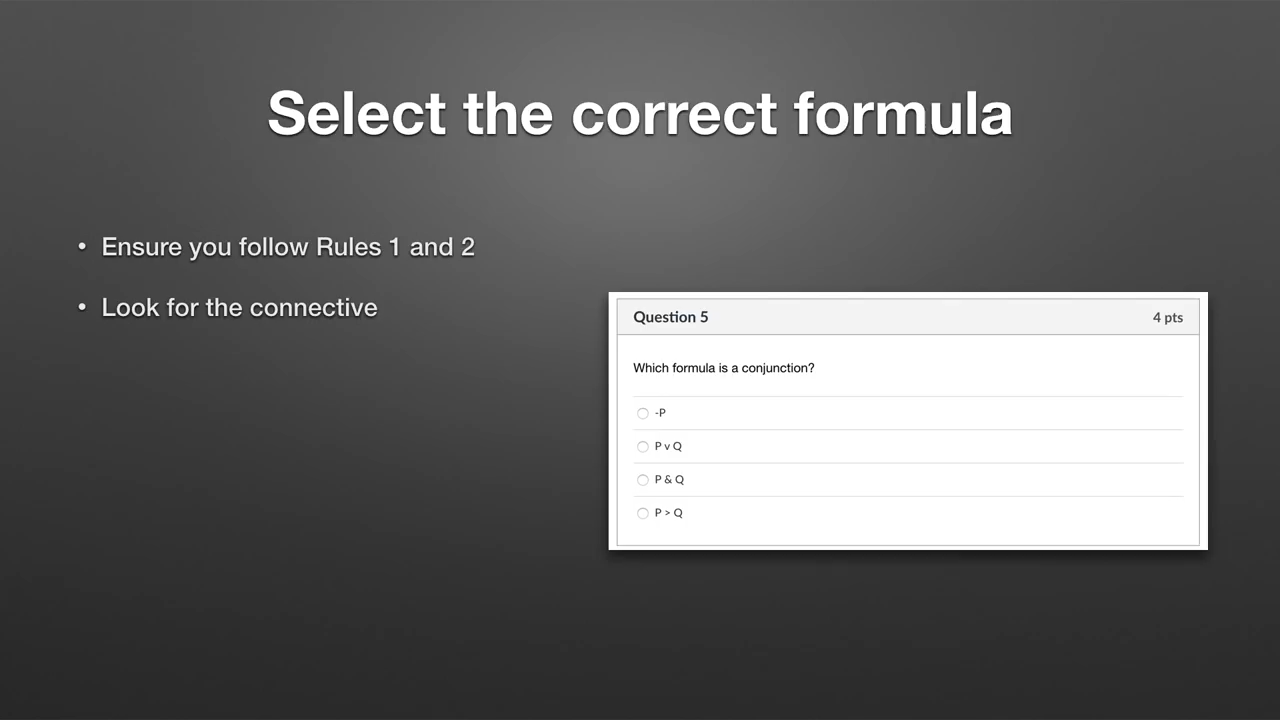 Select the correct formula
• Ensure you follow Rules 1 and 2
• Look for the connective
Question 5 4 pts
Which formula is a conjunction?
-P
P v Q
P & Q
P > Q